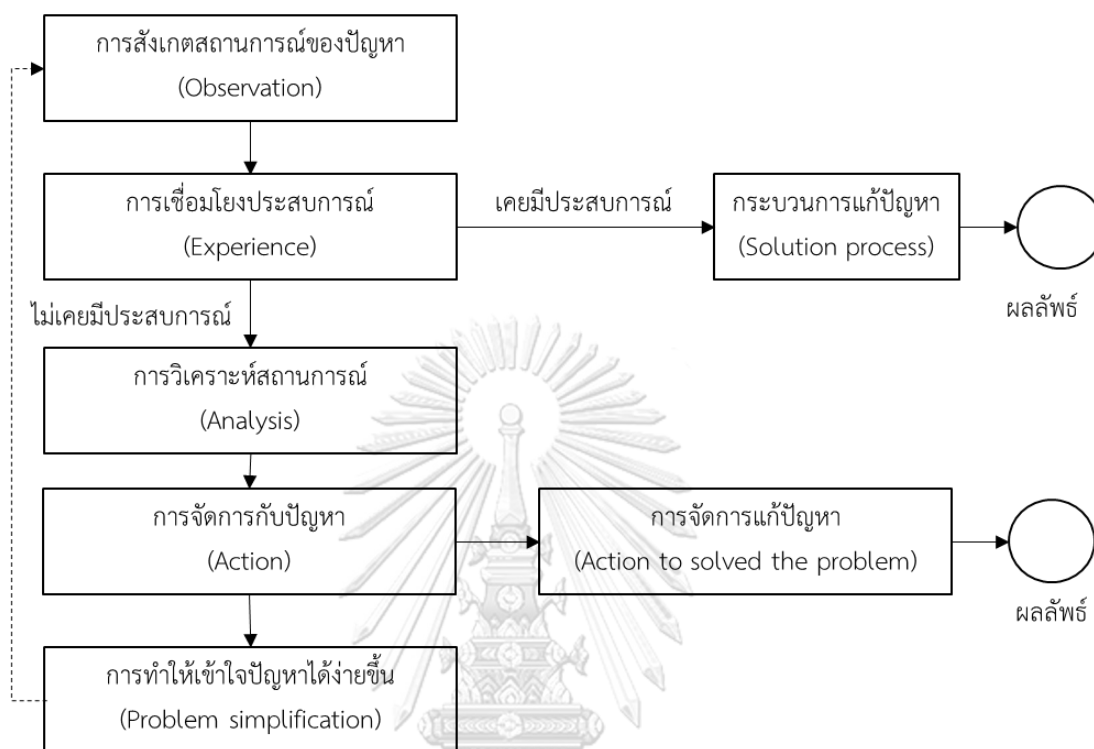 การสังเกตสถานการณ์ของปัญหา
(Observation)
การเชื่อมโยงประสบการณ์
(Experience)
เคยมีประสบการณ์
กระบวนการแก้ปัญหา
(Solution process)
ผลลัพธ์
ไม่เคยมีประสบการณ์
การวิเคราะห์สถานการณ์
(Analysis)
การจัดการกับปัญหา
(Action)
การจัดการแก้ปัญหา
(Action to solved the problem)
ผลลัพธ์
การทำให้เข้าใจปัญหาได้ง่ายขึ้น
(Problem simplification)